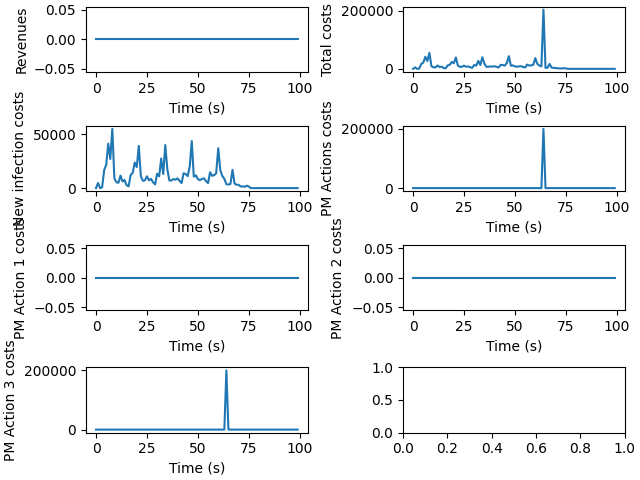 Revenues
0.05
0.00
−0.05
0 25 50 75 100
Time (s)
Total costs
200000
0
0 25 50 75 100
Time (s)
New infection costs
50000
0
0 25 50 75 100
Time (s)
PM Actions costs
200000
0
0 25 50 75 100
Time (s)
PM Action 1 costs
0.05
0.00
−0.05
0 25 50 75 100
Time (s)
PM Action 2 costs
0.05
0.00
−0.05
0 25 50 75 100
Time (s)
PM Action 3 costs
200000
0
0 25 50 75 100
Time (s)
1.0
0.5
0.0
0.0 0.2 0.4 0.6 0.8 1.0